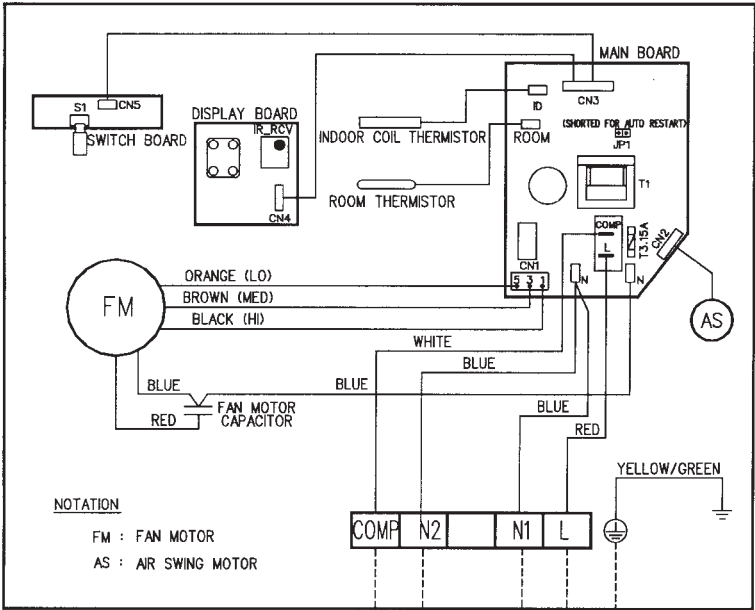 MAIN BOARD
CN5
S1
SWITCH BOARD
DISPLAY BOARD
IR_RCV
CN4
INDOOR COIL THERMISTOR
ROOM THERMISTOR
ID
ROOM
CN3
(SHORTED FOR AUTO RESTART)
JP1
T1
COMP
L
T3.15A
CN2
CN1
5 3 1
N
N
AS
FM
ORANGE (LO)
BROWN (MED)
BLACK (HI)
WHITE
BLUE
BLUE
BLUE
BLUE
RED
FAN MOTOR
CAPACITOR
RED
YELLOW/GREEN
COMP N2 N1 L
NOTATION
FM : FAN MOTOR
AS : AIR SWING MOTOR